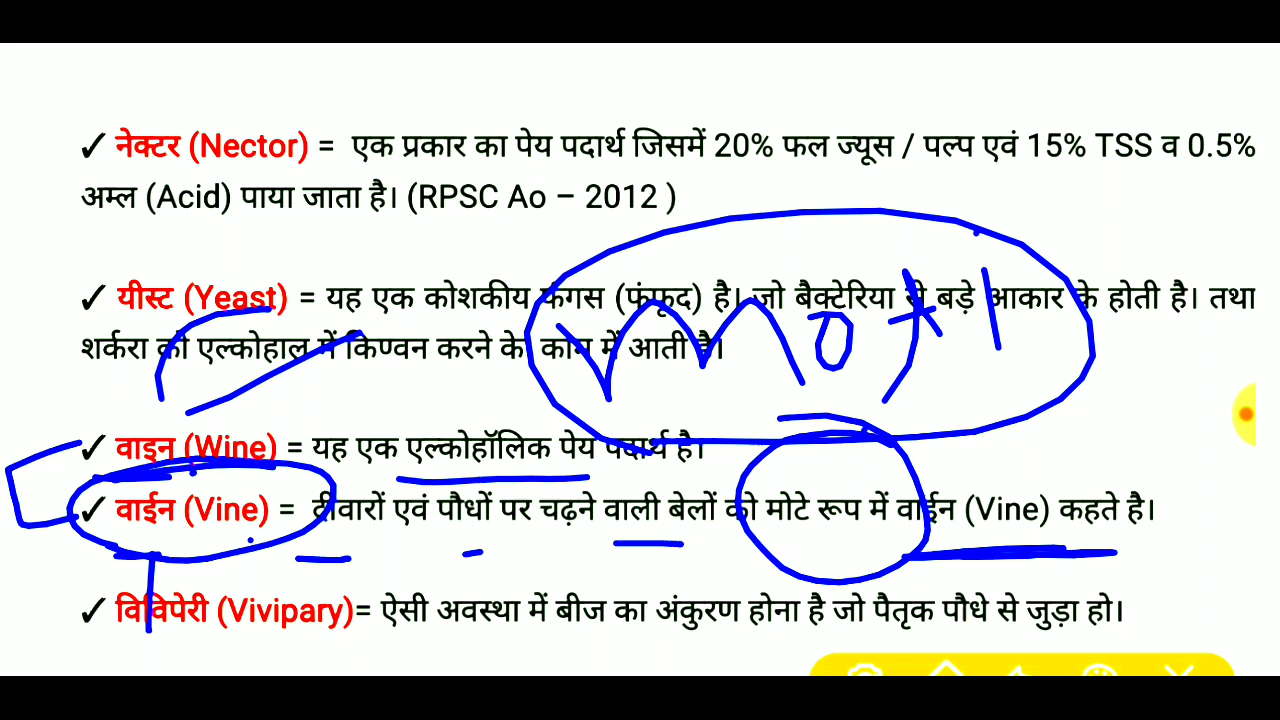 ✓ नेक्टर (Nector) = एक प्रकार का पेय पदार्थ जिसमें 20% फल ज्यूस / पल्प एवं 15% TSS व 0.5%
अम्ल (Acid) पाया जाता है। (RPSC Ao – 2012 )
✓ यीस्ट (Yeast) = यह एक कोशकीय फंगस (फंफूद) है। जो बैक्टेरिया से बड़े आकार के होती है। तथा
शर्करा को एल्कोहाल में किण्वन करने के काम में आती है।
✓ वाइन (Wine) = यह एक एल्कोहॉलिक पेय पदार्थ है।
✓ वाईन (Vine) = दीवारों एवं पौधों पर चढ़ने वाली बेलों को मोटे रूप में वाईन (Vine) कहते है।
✓ विविपेरी (Vivipary)= ऐसी अवस्था में बीज का अंकुरण होना है जो पैतृक पौधे से जुड़ा हो।